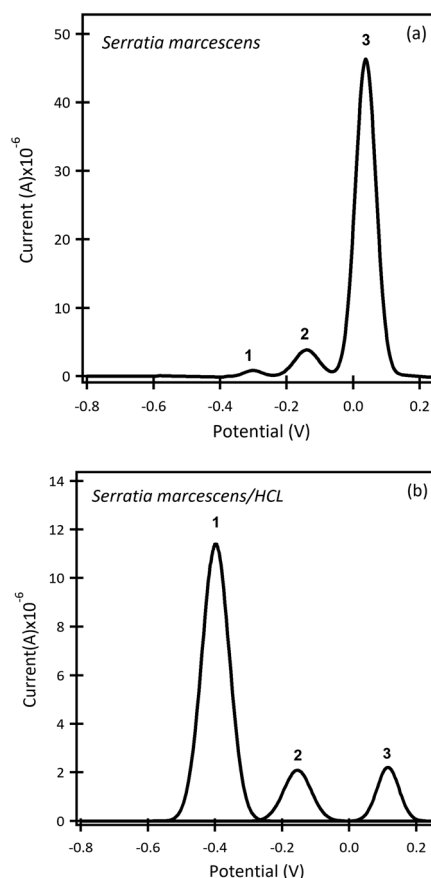 Serratia marcescens
(a)
3
2
1
50
40
30
20
10
0
Current (A)x10-6
-0.8 -0.6 -0.4 -0.2 0.0 0.2
Potential (V)
Serratia marcescens/HCL
(b)
1
2
3
14
12
10
8
6
4
2
0
Current(A)x10-6
-0.8 -0.6 -0.4 -0.2 0.0 0.2
Potential (V)